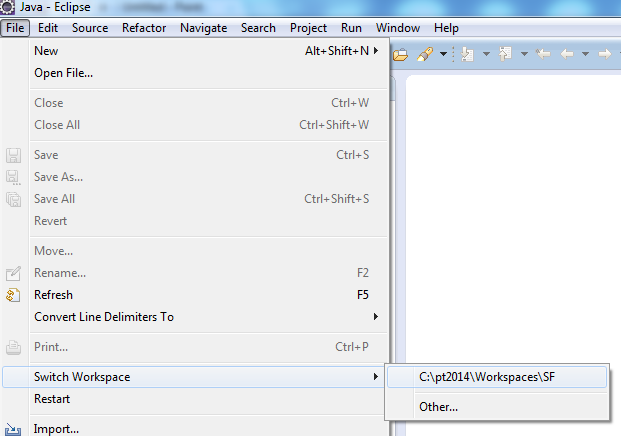 Java - Eclipse
File Edit Source Refactor Navigate Search Project Run Window Help
New Alt+Shift+N
Open File...
Close Ctrl+W
Close All Ctrl+Shift+W
Save Ctrl+S
Save As...
Save All Ctrl+Shift+S
Revert
Move...
Rename... F2
Refresh F5
Convert Line Delimiters To
Print... Ctrl+P
Switch Workspace C:\pt2014\Workspaces\SF
Restart Other...
Import...